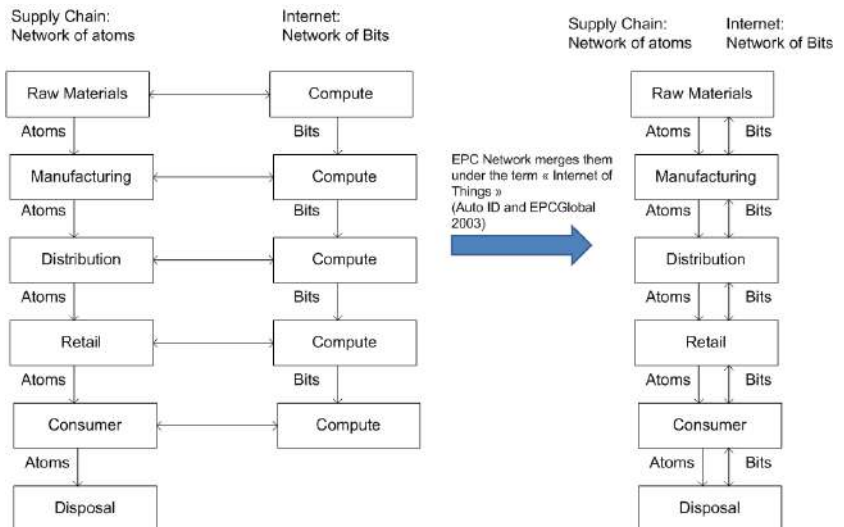 Supply Chain:
Network of atoms
Internet:
Network of Bits
Raw Materials
Compute
Atoms
Bits
Manufacturing
Compute
Atoms
Bits
Distribution
Compute
Atoms
Bits
Retail
Compute
Atoms
Bits
Consumer
Compute
Atoms
Disposal
EPC Network merges them
under the term « Internet of
Things »
(Auto ID and EPCGlobal
2003)
Supply Chain:
Network of atoms
Internet:
Network of Bits
Raw Materials
Atoms
Bits
Manufacturing
Atoms
Bits
Distribution
Atoms
Bits
Retail
Atoms
Bits
Consumer
Atoms
Bits
Disposal